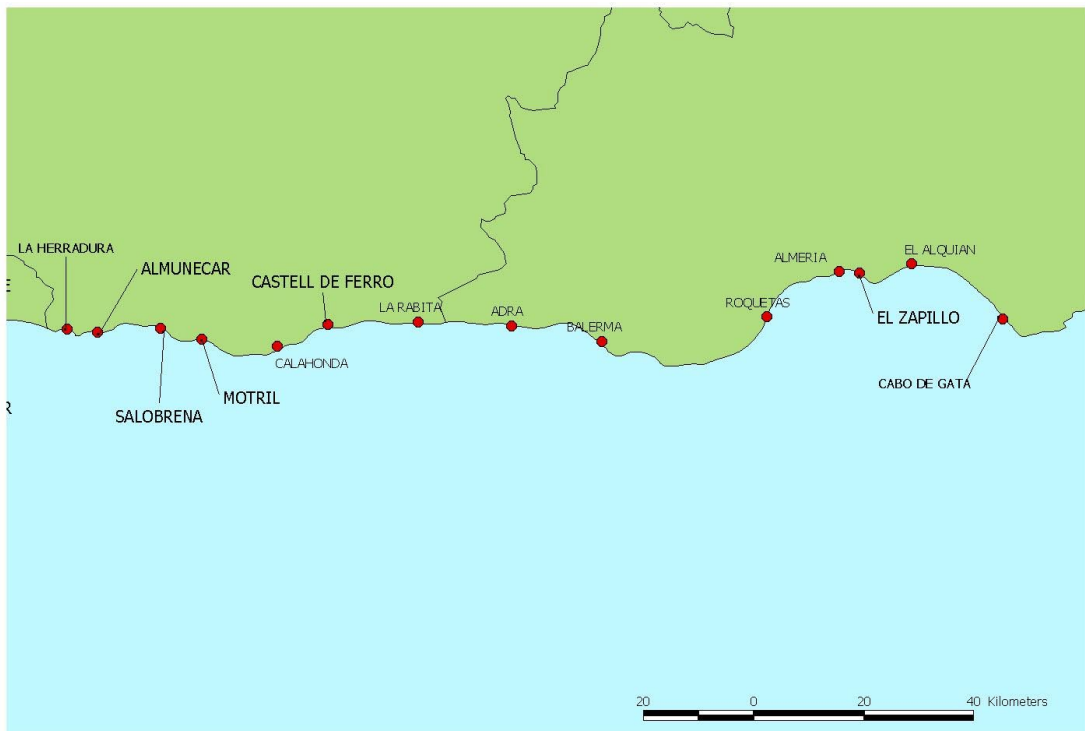 LA HERRADURA
ALMUNECAR
CASTELL DE FERRO
LA RABITA
ADRA
BALERMA
ROQUETAS
ALMERIA
EL ALQUIAN
E
EL ZAPILLO
CALAHONDA
CABO DE GATA
MOTRIL
SALOBRENA
R
20 0 20 40 Kilometers